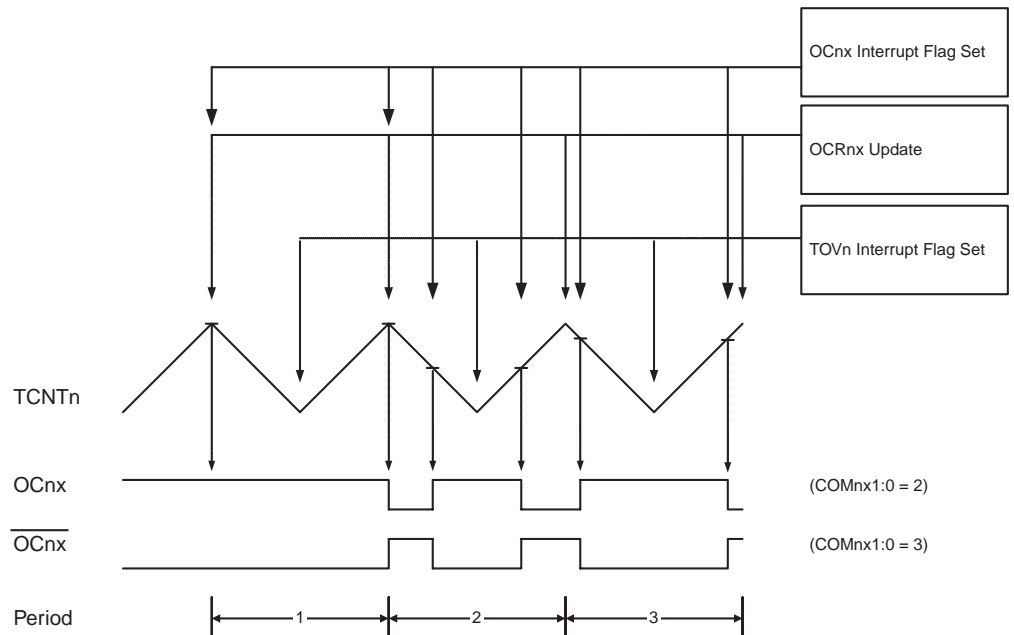 OCnx Interrupt Flag Set
OCRnx Update
TOVn Interrupt Flag Set
TCNTn
OCnx
(COMnx1:0 = 2)
OCnx
(COMnx1:0 = 3)
Period
1
2
3